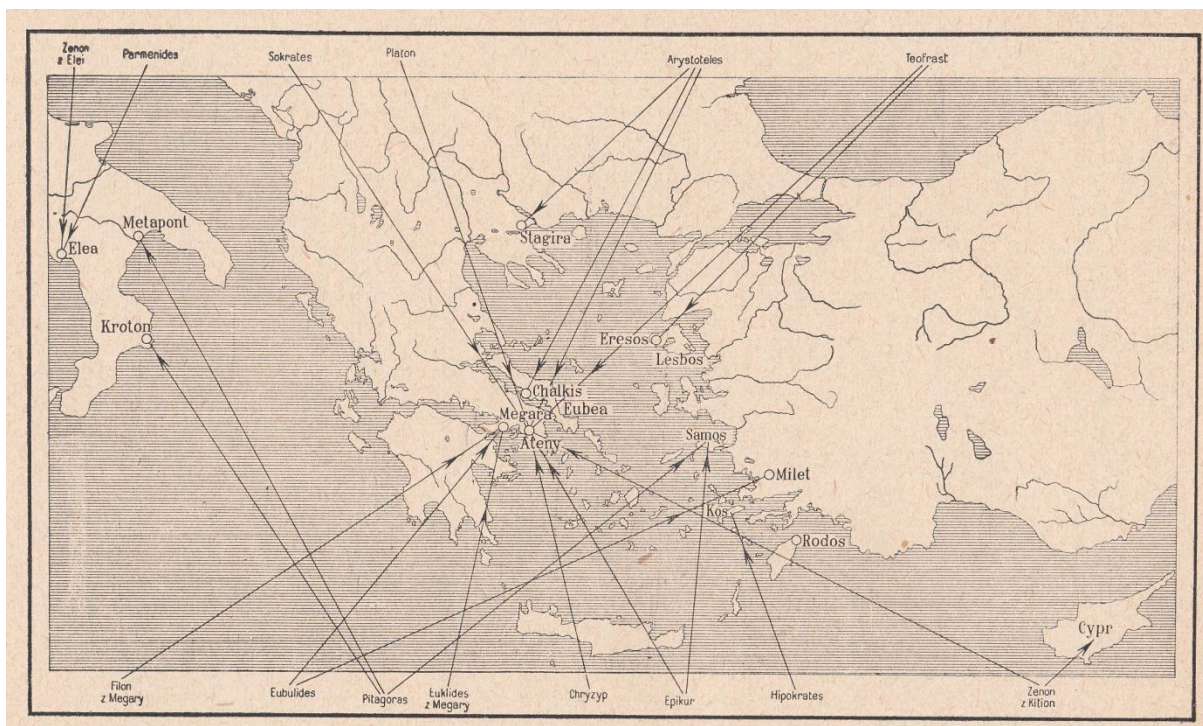 Zenon
z Elei
Parmenides
Sokrates
Platon
Arystoteles
Teofrast
Metapont
Elea
Stagira
Kroton
Eresos
Lesbos
Chalkis
Eubea
Megara
Ateny
Samos
Milet
Kos
Rodos
Cypr
Filon
z Megary
Eubulides
Pitagoras
Euklides
z Megary
Chryzyp
Epikur
Hipokrates
Zenon
z Kition